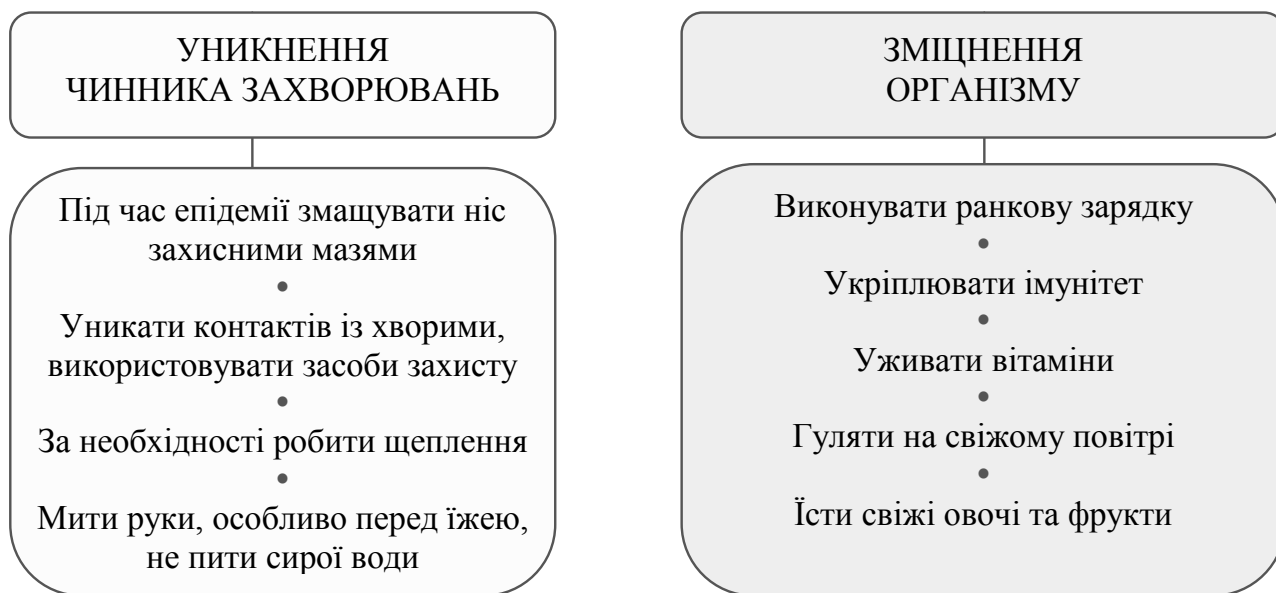 УНИКНЕННЯ
ЧИННИКА ЗАХВОРЮВАНЬ
Під час епідемії змащувати ніс
захисними мазями
•
Уникати контактів із хворими,
використовувати засоби захисту
•
За необхідності робити щеплення
•
Мити руки, особливо перед їжею,
не пити сирої води
ЗМІЦНЕННЯ
ОРГАНІЗМУ
Виконувати ранкову зарядку
•
Укріплювати імунітет
•
Уживати вітаміни
•
Гуляти на свіжому повітрі
•
Їсти свіжі овочі та фрукти